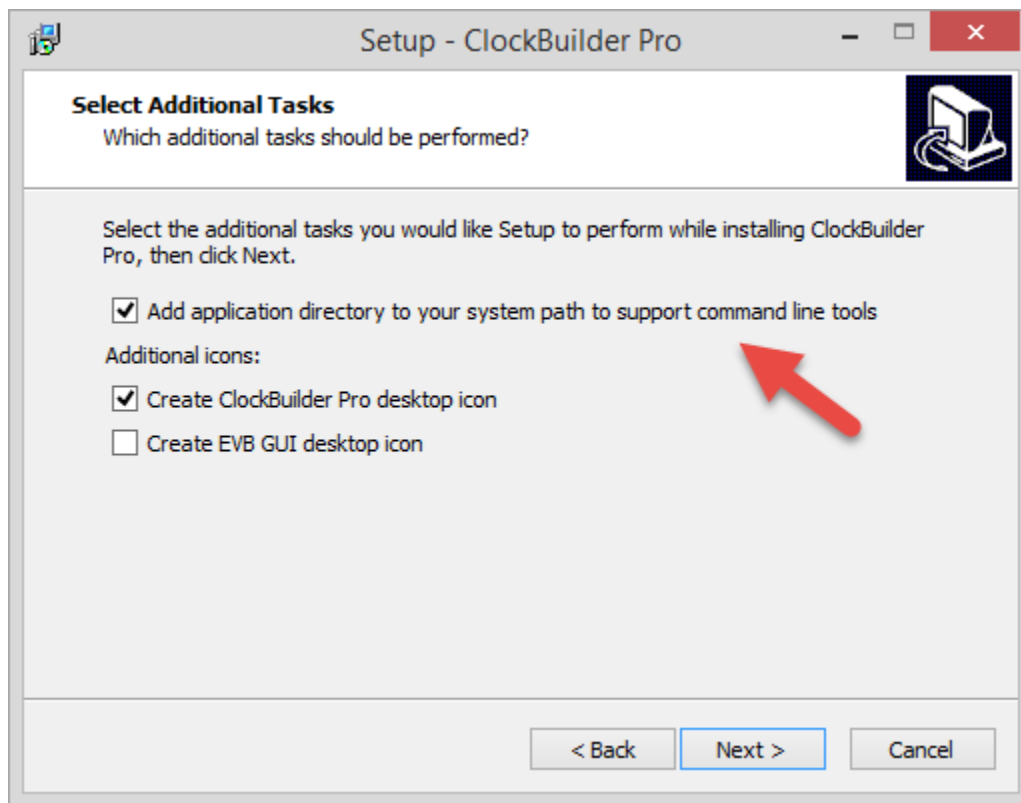 Setup - ClockBuilder Pro
Select Additional Tasks
Which additional tasks should be performed?
Select the additional tasks you would like Setup to perform while installing ClockBuilder
Pro, then click Next.
Add application directory to your system path to support command line tools
Additional icons:
Create ClockBuilder Pro desktop icon
Create EVB GUI desktop icon
< Back Next > Cancel